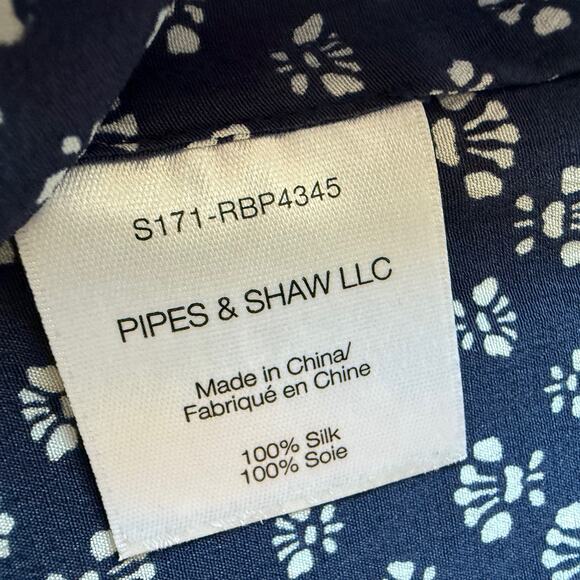 S171-RBP4345
PIPES & SHAW LLC
Made in China/
Fabriqué en Chine
100% Silk
100% Soie